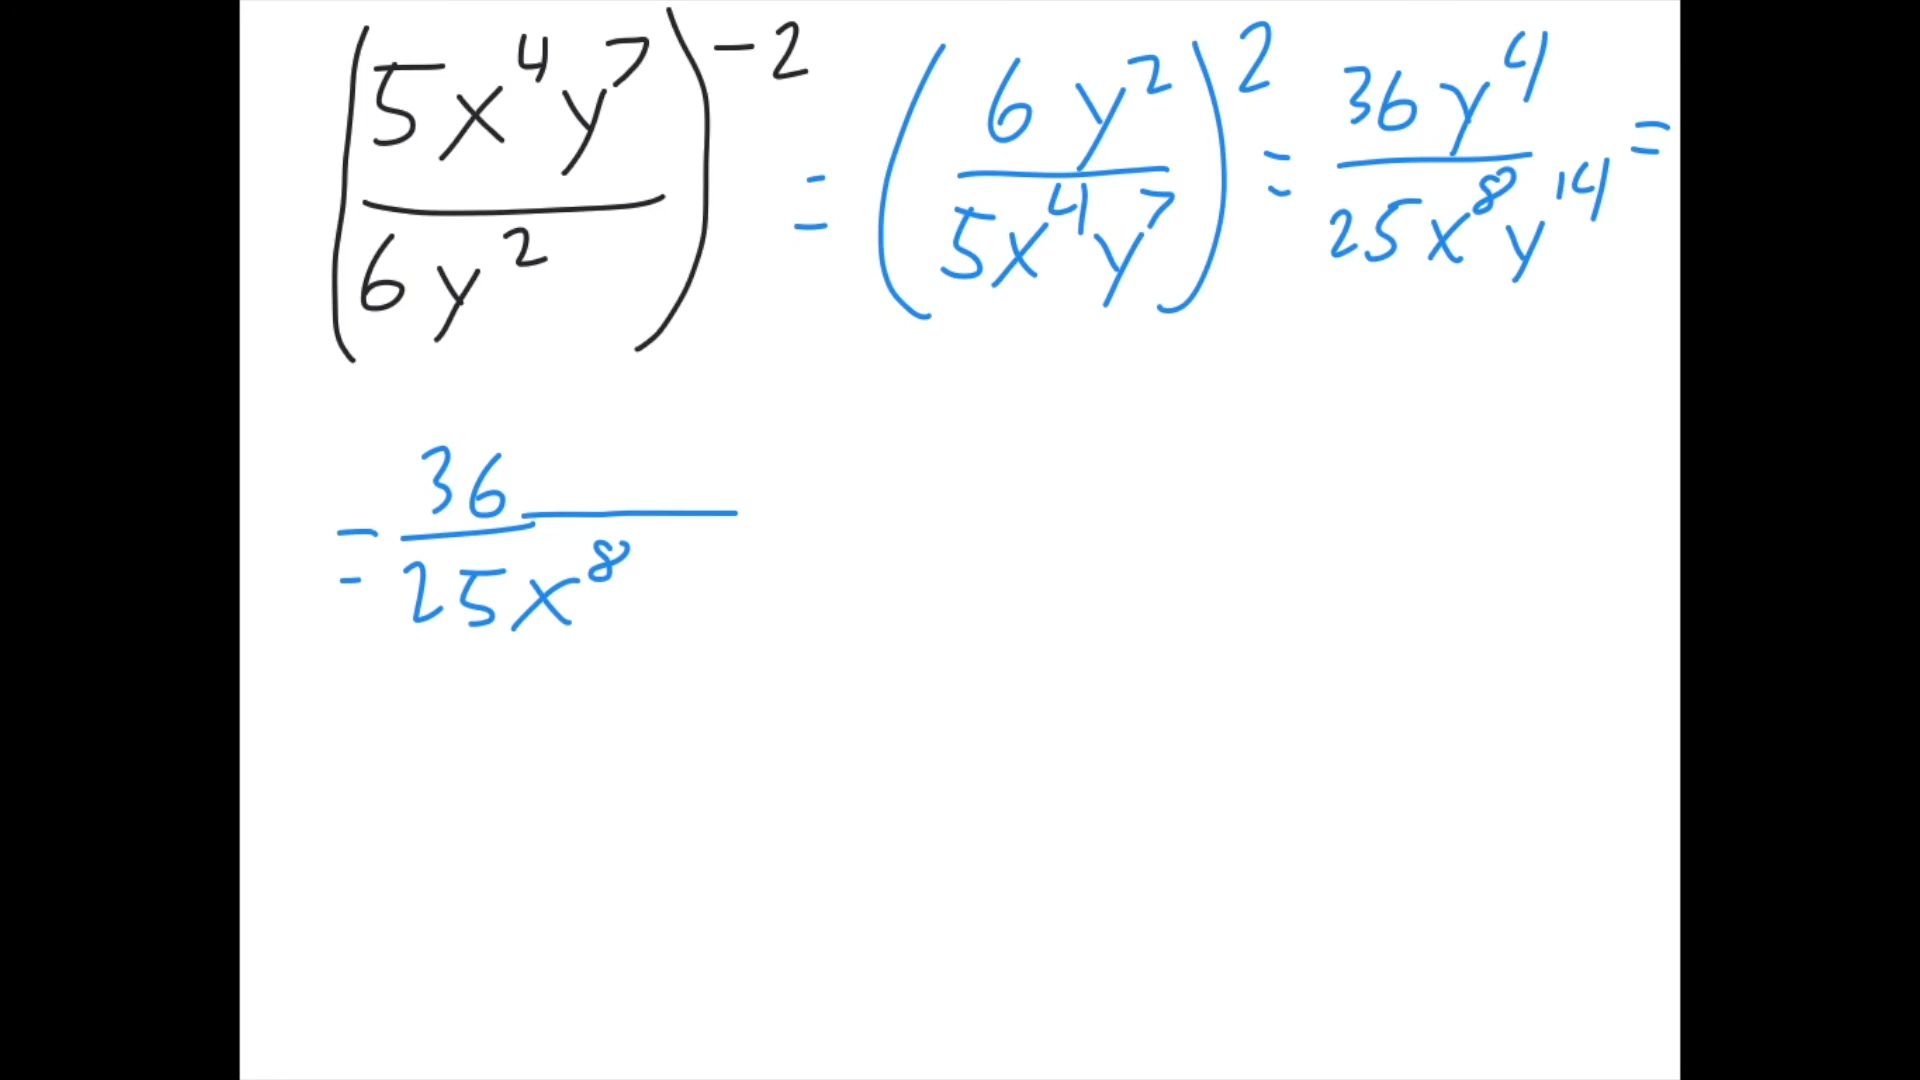 (5x⁴y⁷ / 6y²)⁻² = (6y² / 5x⁴y⁷)² = 36y⁴ / 25x⁸y¹⁴ =
= 36 / 25x⁸